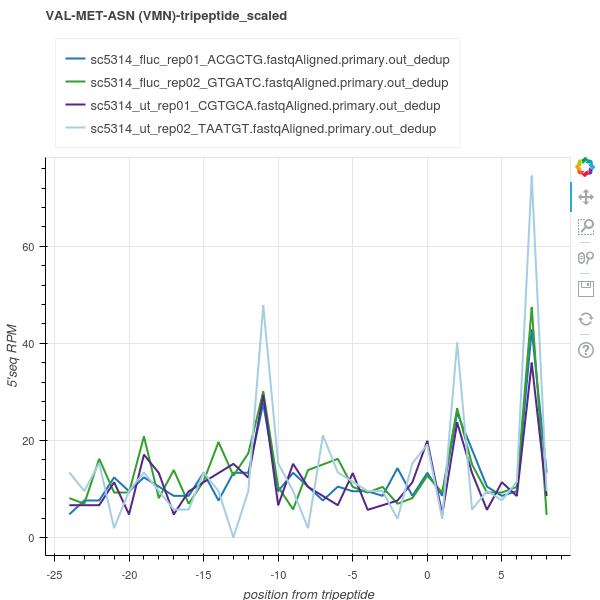 VAL-MET-ASN (VMN)-tripeptide_scaled
sc5314_fluc_rep01_ACGCTG.fastqAligned.primary.out_dedup
sc5314_fluc_rep02_GTGATC.fastqAligned.primary.out_dedup
sc5314_ut_rep01_CGTGCA.fastqAligned.primary.out_dedup
sc5314_ut_rep02_TAATGT.fastqAligned.primary.out_dedup
60
40
20
0
5'seq RPM
-25 -20 -15 -10 -5 0 5
position from tripeptide